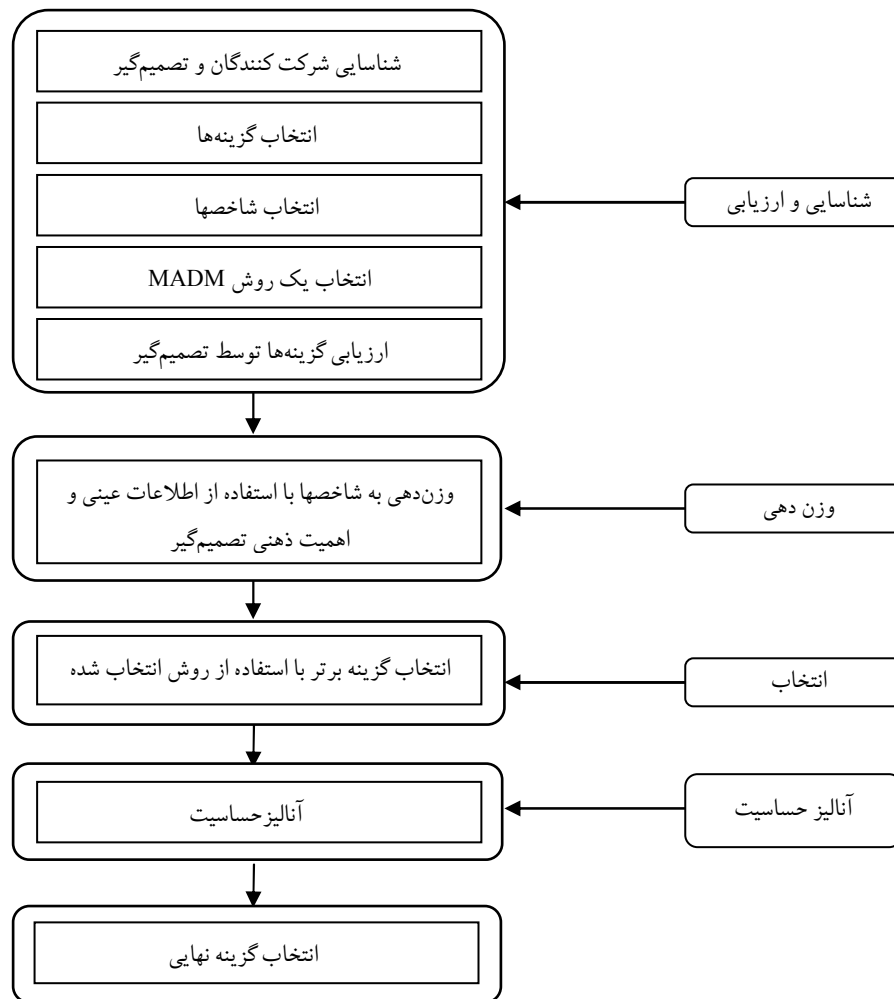 شناسایی شرکت کنندگان و تصمیم‌گیر
انتخاب گزینه‌ها
انتخاب شاخصها
شناسایی و ارزیابی
انتخاب یک روش MADM
ارزیابی گزینه‌ها توسط تصمیم‌گیر
وزن‌دهی به شاخصها با استفاده از اطلاعات عینی و
اهمیت ذهنی تصمیم‌گیر
وزن دهی
انتخاب گزینه برتر با استفاده از روش انتخاب شده
انتخاب
آنالیزحساسیت
آنالیز حساسیت
انتخاب گزینه نهایی